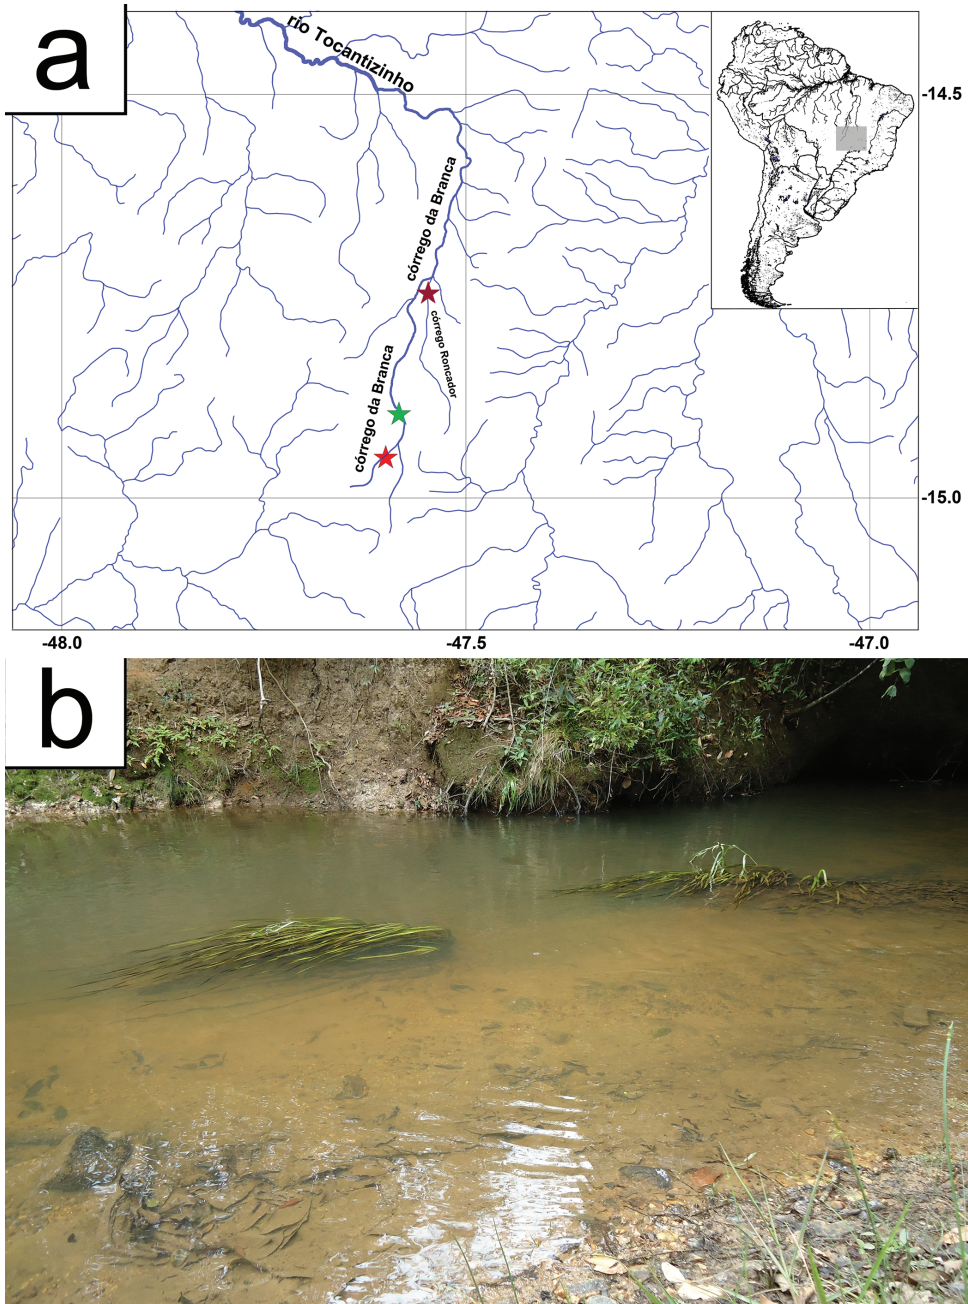 a
rio Tocantizinho
-14.5
córrego da Branca
córrego Roncador
córrego da Branca
-15.0
-48.0
-47.5
-47.0
b